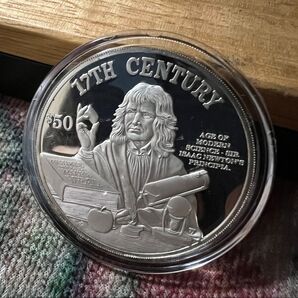 17TH CENTURY
$50
AGE OF
MODERN
SCIENCE - SIR
ISAAC NEWTON'S
PRINCIPIA.